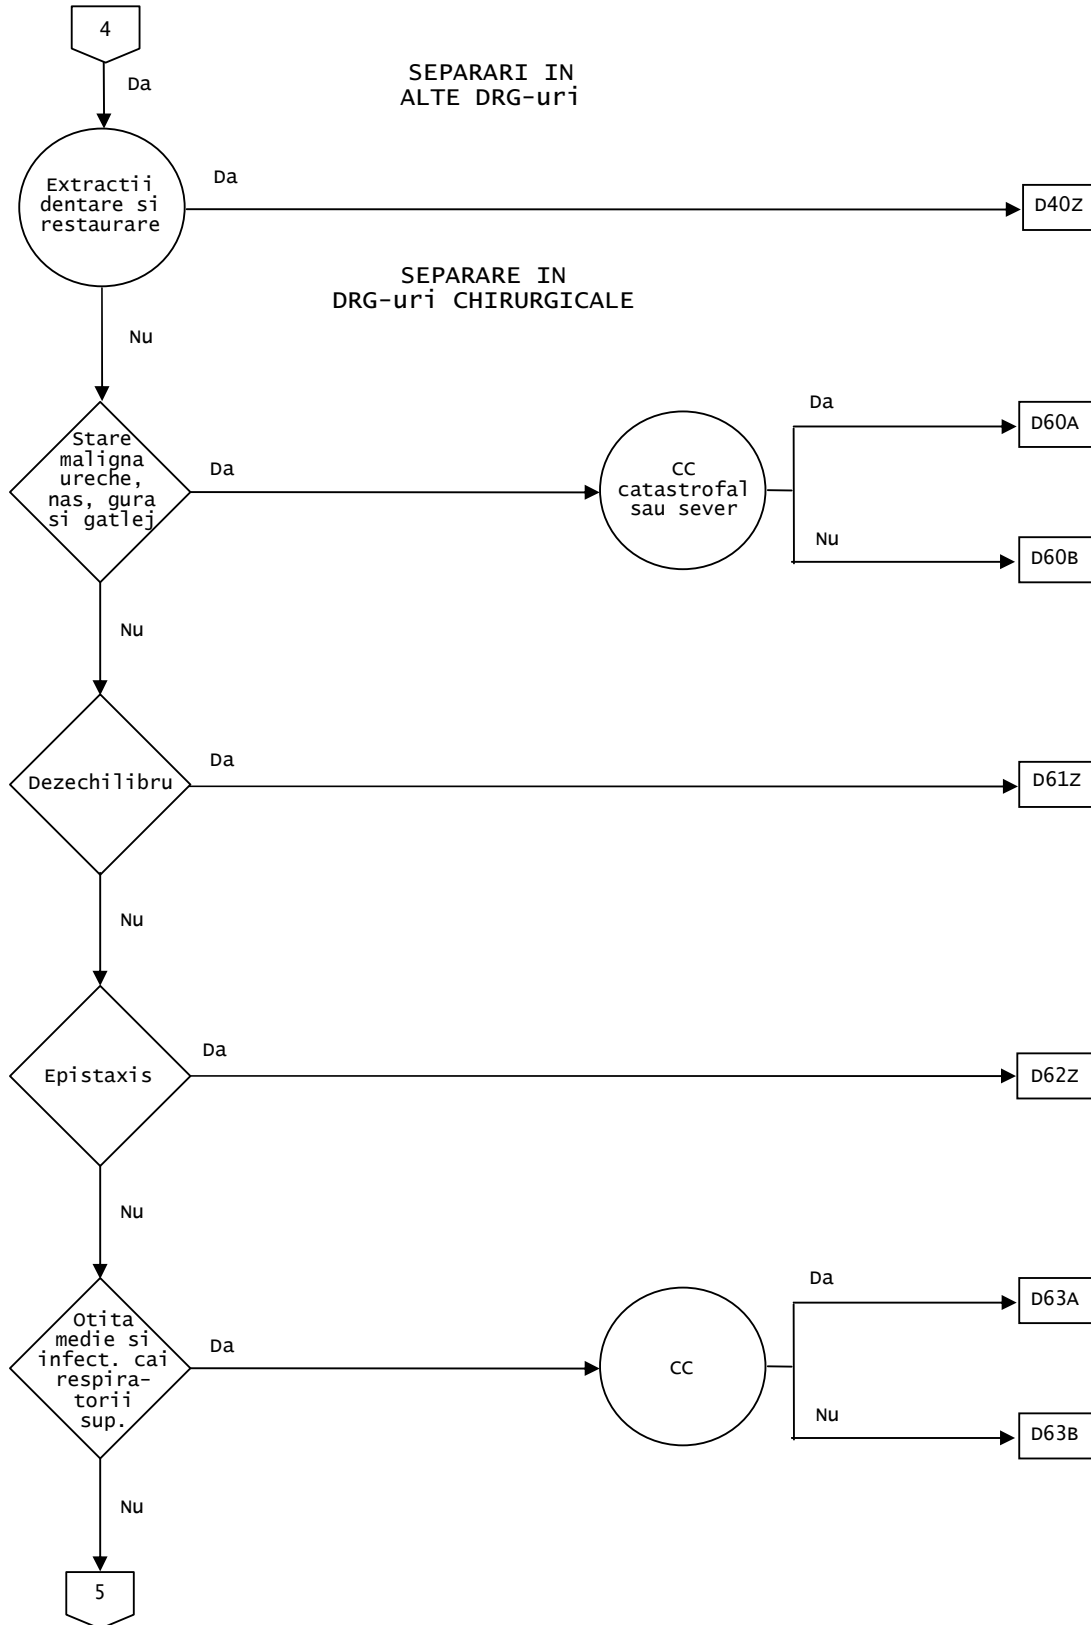 4
Da
SEPARARI IN
ALTE DRG-uri
Extractii
dentare si
restaurare
Da
D40Z
SEPARARE IN
DRG-uri CHIRURGICALE
Nu
Stare
maligna
ureche,
nas, gura
si gatlej
Da
CC
catastrofal
sau sever
Da
D60A
Nu
D60B
Nu
Dezechilibru
Da
D61Z
Nu
Epistaxis
Da
D62Z
Nu
Otita
medie si
infect. cai
respira-
torii
sup.
Da
CC
Da
D63A
Nu
D63B
Nu
5